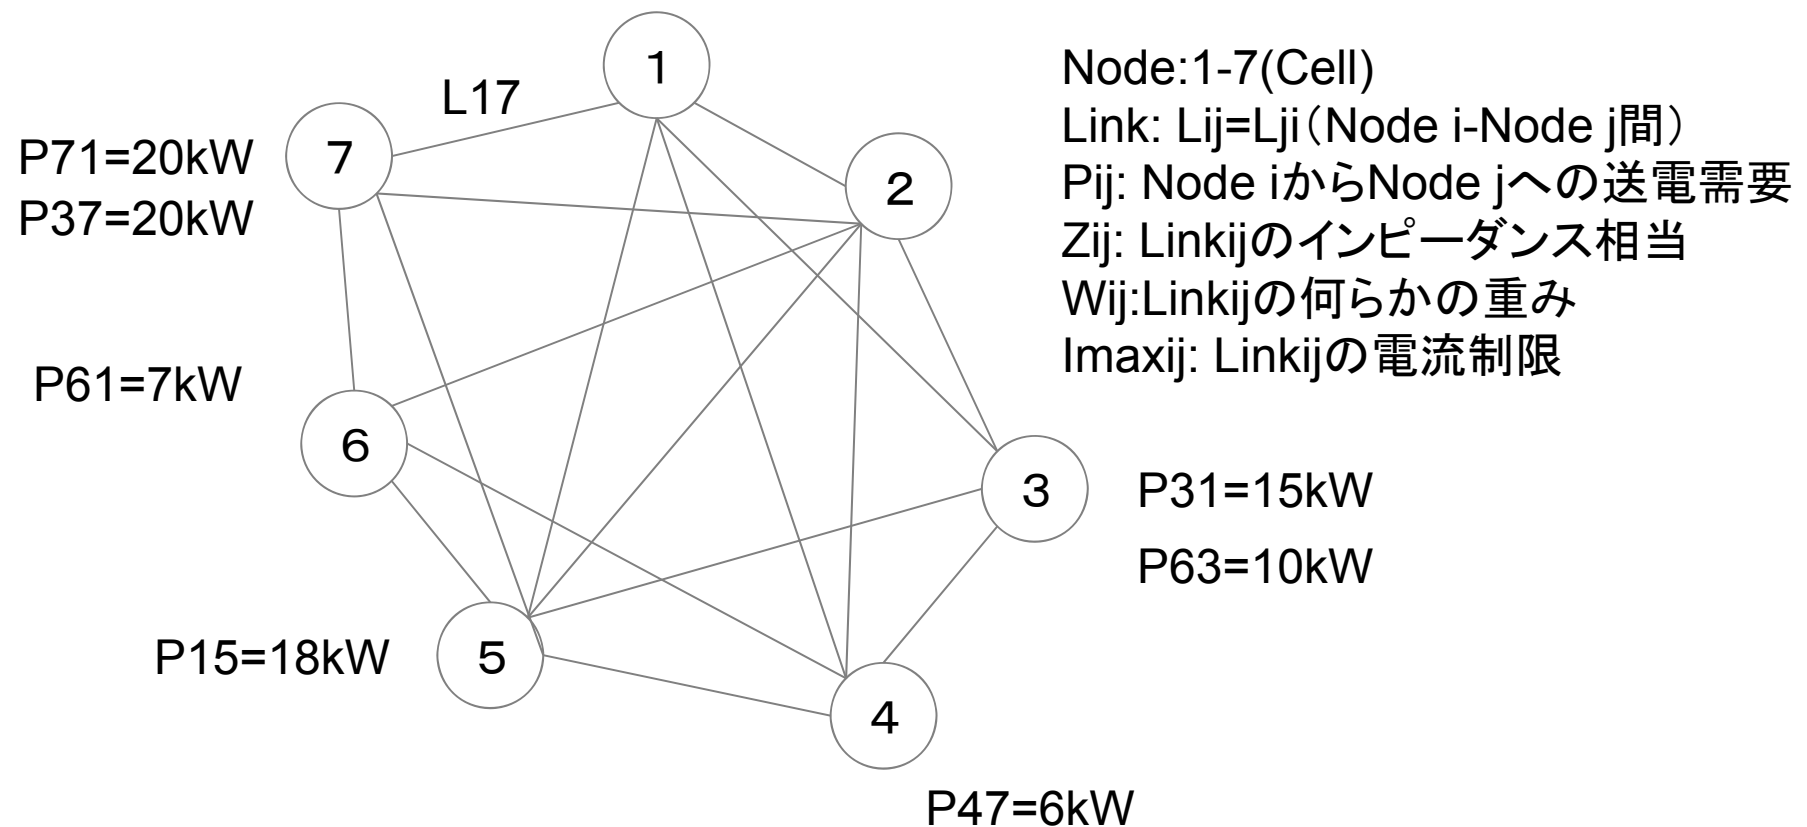 1
L17
7
P71=20kW
P37=20kW
2
P61=7kW
6
3
P31=15kW
P63=10kW
P15=18kW
5
4
P47=6kW
Node:1-7(Cell)
Link: Lij=Lji（Node i-Node j間）
Pij: Node iからNode jへの送電需要
Zij: Linkijのインピーダンス相当
Wij:Linkijの何らかの重み
Imaxij: Linkijの電流制限